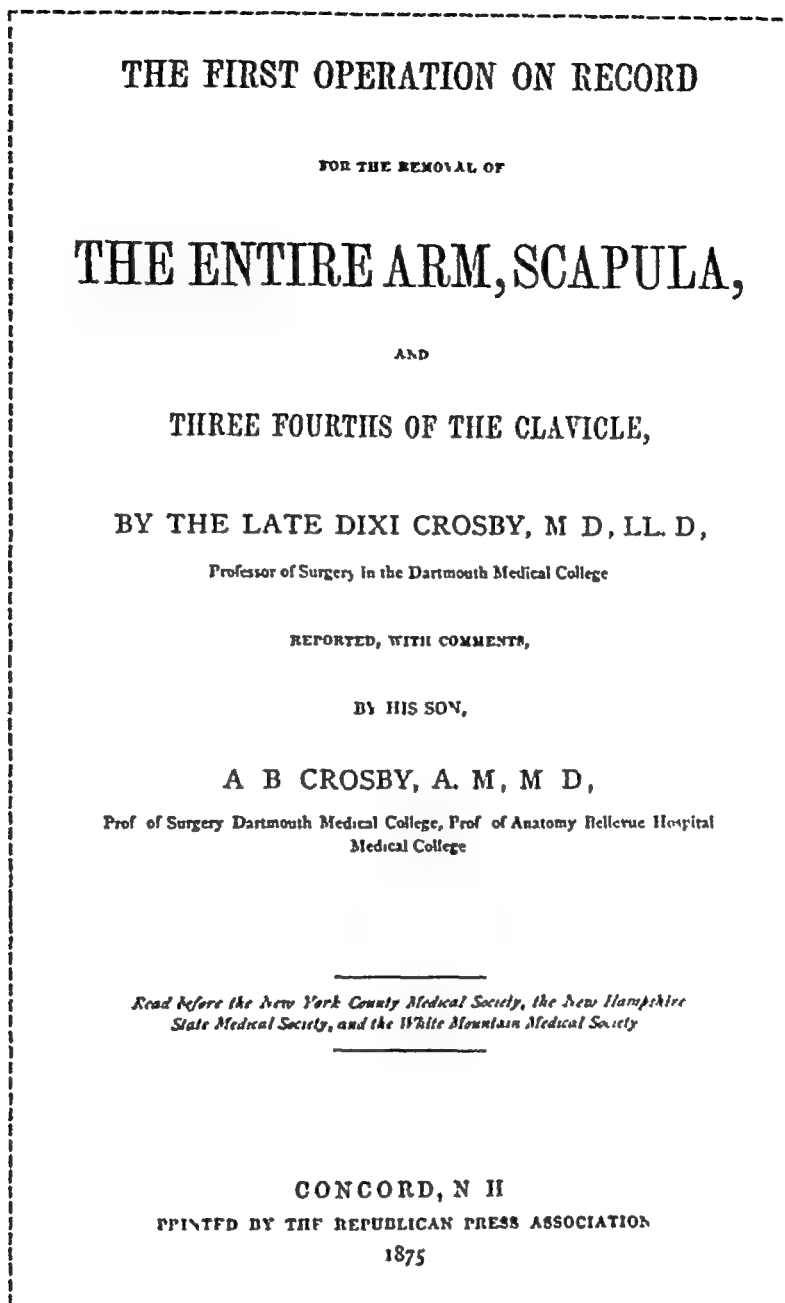 THE FIRST OPERATION ON RECORD
FOR THE REMOVAL OF
THE ENTIRE ARM, SCAPULA,
AND
THREE FOURTHS OF THE CLAVICLE,
BY THE LATE DIXI CROSBY, M D, LL. D,
Professor of Surgery in the Dartmouth Medical College
REPORTED, WITH COMMENTS,
BY HIS SON,
A B CROSBY, A. M, M D,
Prof of Surgery Dartmouth Medical College, Prof of Anatomy Bellevue Hospital
Medical College
Read before the New York County Medical Society, the New Hampshire
State Medical Society, and the White Mountain Medical Society
CONCORD, N H
PRINTED BY THE REPUBLICAN PRESS ASSOCIATION
1875